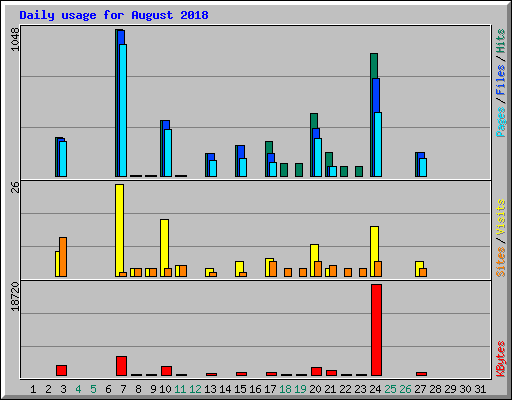 Daily usage for August 2018
1048
Pages / Files / Hits
26
Sites / Visits
18720
KBytes
1 2 3 4 5 6 7 8 9 10 11 12 13 14 15 16 17 18 19 20 21 22 23 24 25 26 27 28 29 30 31